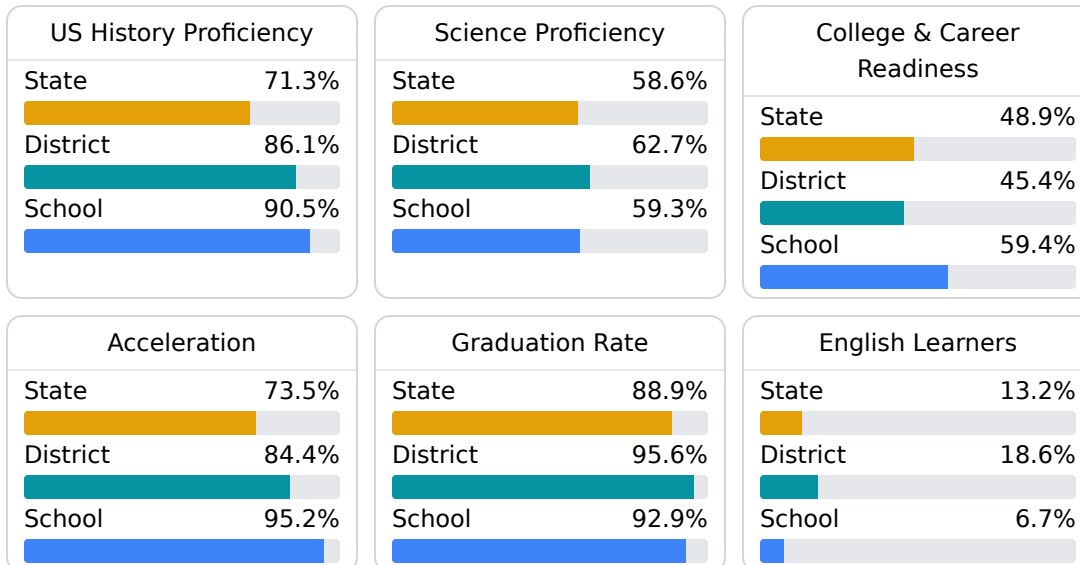 US History Proficiency
State 71.3%
District 86.1%
School 90.5%
Science Proficiency
State 58.6%
District 62.7%
School 59.3%
College & Career
Readiness
State 48.9%
District 45.4%
School 59.4%
Acceleration
State 73.5%
District 84.4%
School 95.2%
Graduation Rate
State 88.9%
District 95.6%
School 92.9%
English Learners
State 13.2%
District 18.6%
School 6.7%